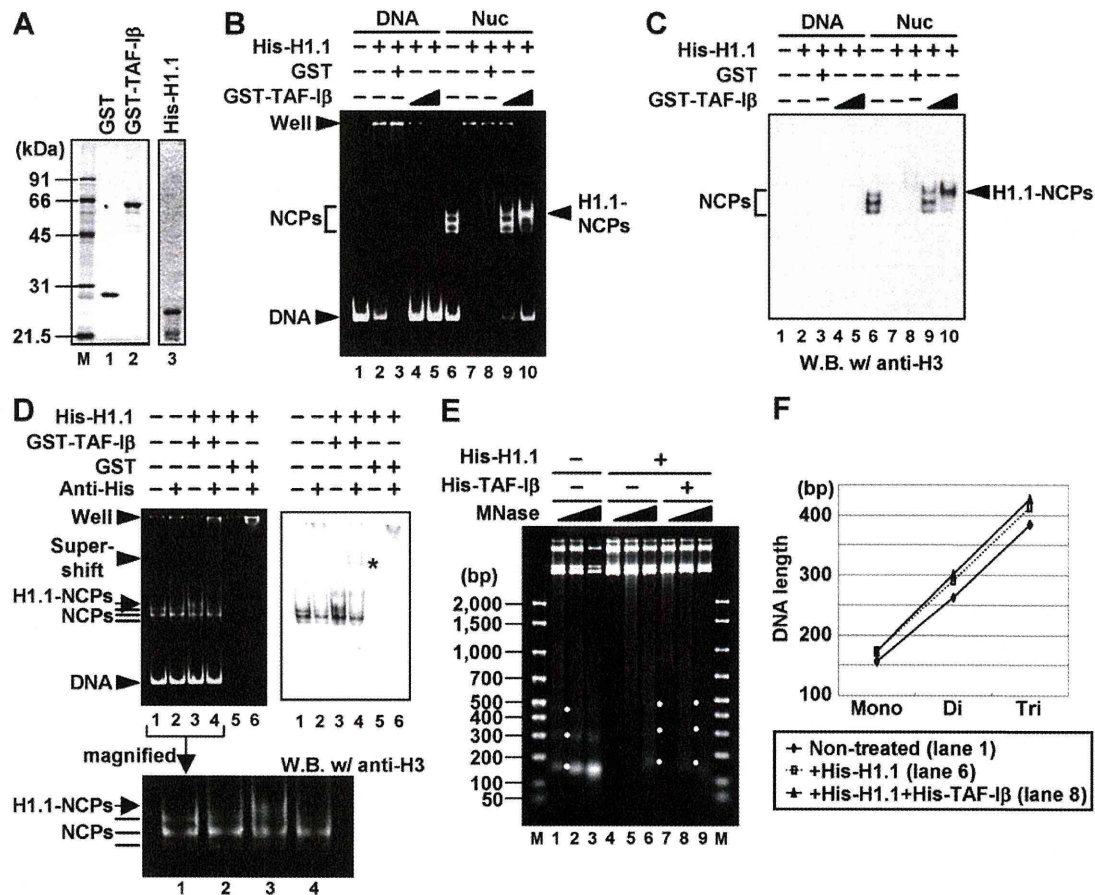 A
(kDa)
GST
GST-TAF-Iβ
His-H1.1
91
66
45
31
21.5
M 1 2 3
B
DNA Nuc
His-H1.1 – + + + + – + + + +
GST – – + – – – – + – –
GST-TAF-Iβ – – – – – –
Well
NCPs
H1.1-
NCPs
DNA
1 2 3 4 5 6 7 8 9 10
C
DNA Nuc
His-H1.1 – + + + + – + + + +
GST – – + – – – – + – –
GST-TAF-Iβ – – – – – –
NCPs
H1.1-NCPs
1 2 3 4 5 6 7 8 9 10
W.B. w/ anti-H3
D
His-H1.1 – – + + + + – – + + + +
GST-TAF-Iβ – – + + – – – – + + – –
GST – – – – + + – – – – + +
Anti-His – + – + – + – + – + – +
Well
Super-
shift
H1.1-NCPs
NCPs
DNA
*
1 2 3 4 5 6
1 2 3 4 5 6
magnified
W.B. w/ anti-H3
H1.1-NCPs
NCPs
1 2 3 4
E
His-H1.1 – +
His-TAF-Iβ – – +
MNase
(bp)
2,000
1,500
1,000
700
500
400
300
200
100
50
M 1 2 3 4 5 6 7 8 9 M
F
(bp)
400
300
200
100
DNA length
Mono Di Tri
Non-treated (lane 1)
+His-H1.1 (lane 6)
+His-H1.1+His-TAF-Iβ (lane 8)